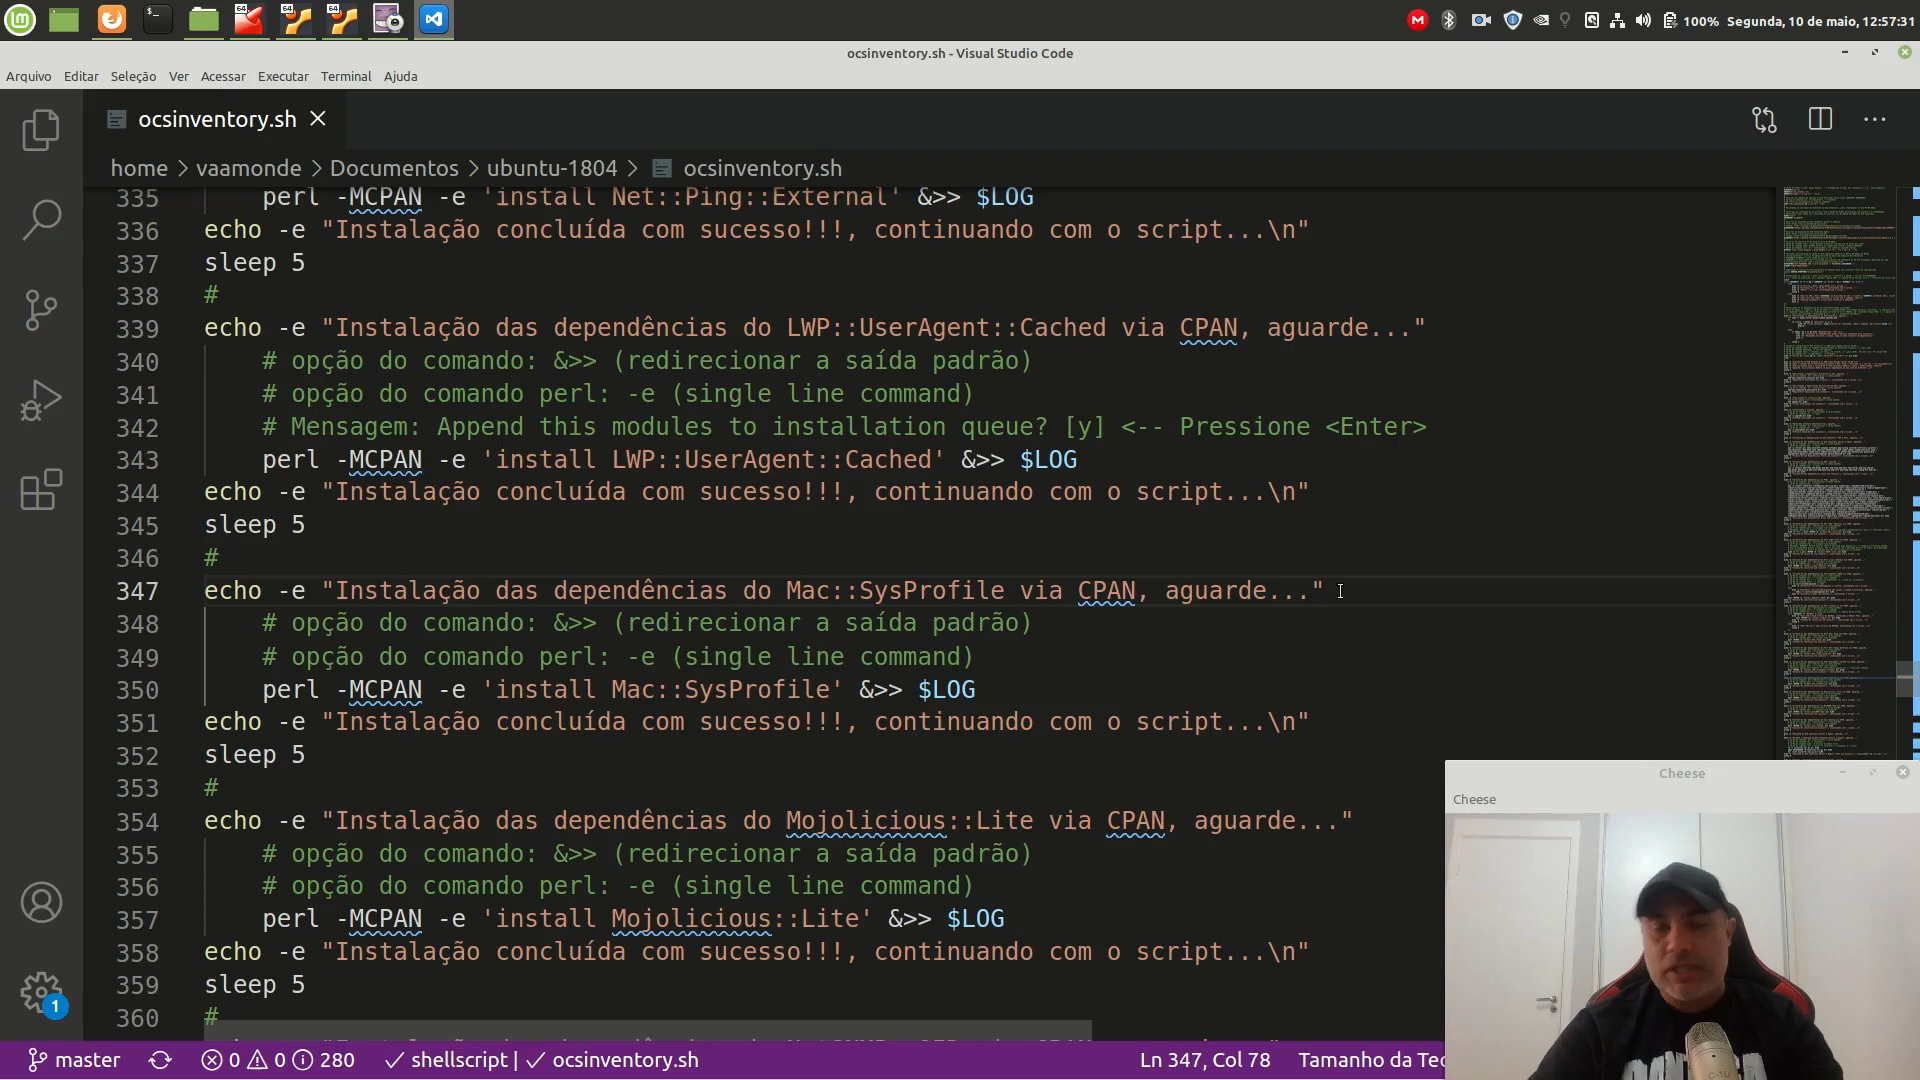 100% Segunda, 10 de maio, 12:57:31
ocsinventory.sh - Visual Studio Code
Arquivo Editar Seleção Ver Acessar Executar Terminal Ajuda
ocsinventory.sh
home > vaamonde > Documentos > ubuntu-1804 > ocsinventory.sh
335 perl -MCPAN -e 'install Net::Ping::External' &>> $LOG
336 echo -e "Instalação concluída com sucesso!!!, continuando com o script...\n"
337 sleep 5
338 #
339 echo -e "Instalação das dependências do LWP::UserAgent::Cached via CPAN, aguarde..."
340 # opção do comando: &>> (redirecionar a saída padrão)
341 # opção do comando perl: -e (single line command)
342 # Mensagem: Append this modules to installation queue? [y] <-- Pressione <Enter>
343 perl -MCPAN -e 'install LWP::UserAgent::Cached' &>> $LOG
344 echo -e "Instalação concluída com sucesso!!!, continuando com o script...\n"
345 sleep 5
346 #
347 echo -e "Instalação das dependências do Mac::SysProfile via CPAN, aguarde..."
348 # opção do comando: &>> (redirecionar a saída padrão)
349 # opção do comando perl: -e (single line command)
350 perl -MCPAN -e 'install Mac::SysProfile' &>> $LOG
351 echo -e "Instalação concluída com sucesso!!!, continuando com o script...\n"
352 sleep 5
353 #
354 echo -e "Instalação das dependências do Mojolicious::Lite via CPAN, aguarde..."
355 # opção do comando: &>> (redirecionar a saída padrão)
356 # opção do comando perl: -e (single line command)
357 perl -MCPAN -e 'install Mojolicious::Lite' &>> $LOG
358 echo -e "Instalação concluída com sucesso!!!, continuando com o script...\n"
359 sleep 5
360 #
Cheese
Cheese
1
master 0 0 280 shellscript | ocsinventory.sh Ln 347, Col 78 Tamanho da Tec